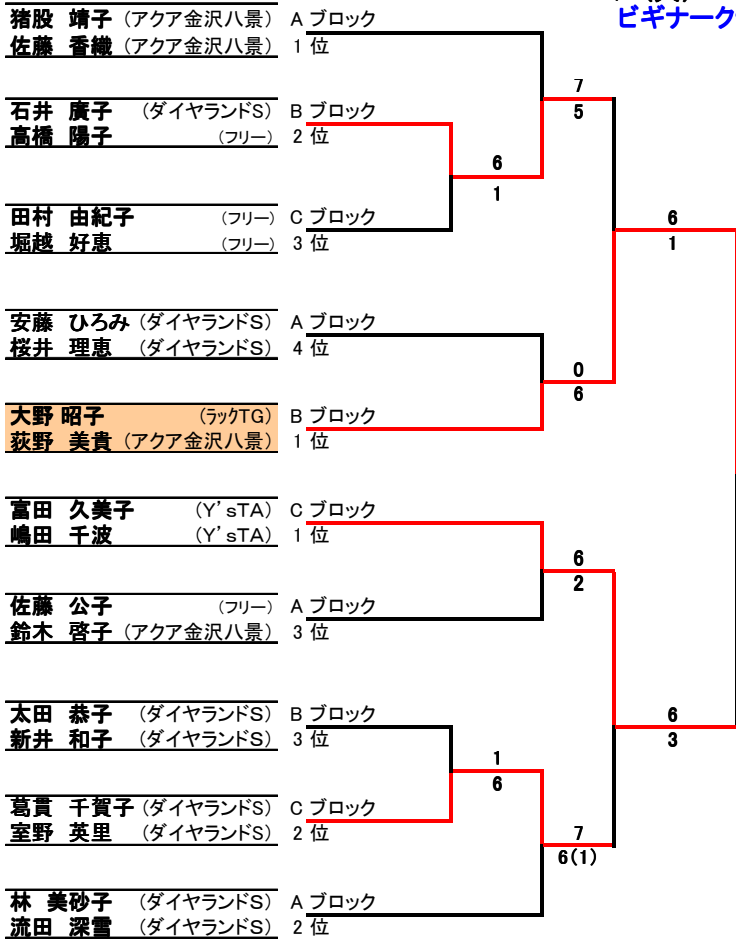 ビギナーク
猪股 靖子 (アクア金沢八景) A ブロック
佐藤 香織 (アクア金沢八景) 1 位
7
5
石井 廣子 (ダイヤランドS) B ブロック
高橋 陽子 (フリー) 2 位
6
1
田村 由紀子 (フリー) C ブロック
堀越 好恵 (フリー) 3 位
6
1
安藤 ひろみ (ダイヤランドS) A ブロック
桜井 理恵 (ダイヤランドS) 4 位
0
6
大野 昭子 (ラックTG) B ブロック
荻野 美貴 (アクア金沢八景) 1 位
富田 久美子 (Y'sTA) C ブロック
嶋田 千波 (Y'sTA) 1 位
6
2
佐藤 公子 (フリー) A ブロック
鈴木 啓子 (アクア金沢八景) 3 位
太田 恭子 (ダイヤランドS) B ブロック
新井 和子 (ダイヤランドS) 3 位
6
3
1
6
葛貫 千賀子 (ダイヤランドS) C ブロック
室野 英里 (ダイヤランドS) 2 位
7
6(1)
林 美砂子 (ダイヤランドS) A ブロック
流田 深雪 (ダイヤランドS) 2 位